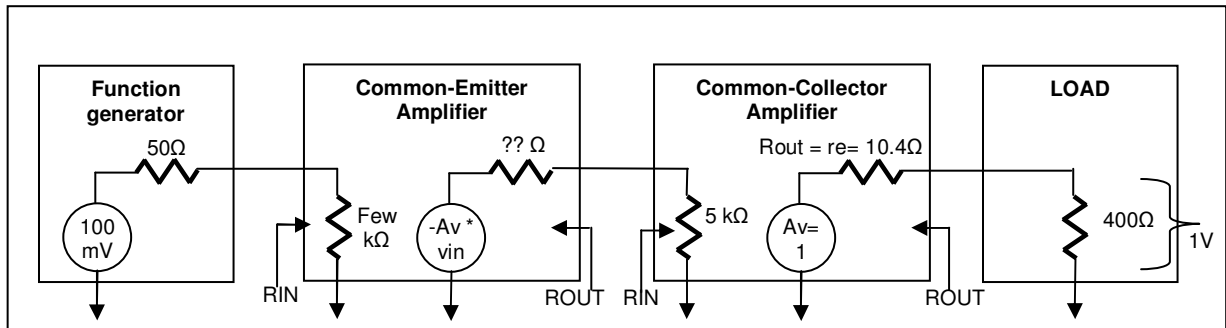 Function
generator
50Ω
100
mV
Common-Emitter
Amplifier
?? Ω
Few
kΩ
-Av *
vin
RIN
ROUT
Common-Collector
Amplifier
Rout = re= 10.4Ω
5 kΩ
Av=
1
RIN
ROUT
LOAD
400Ω
1V